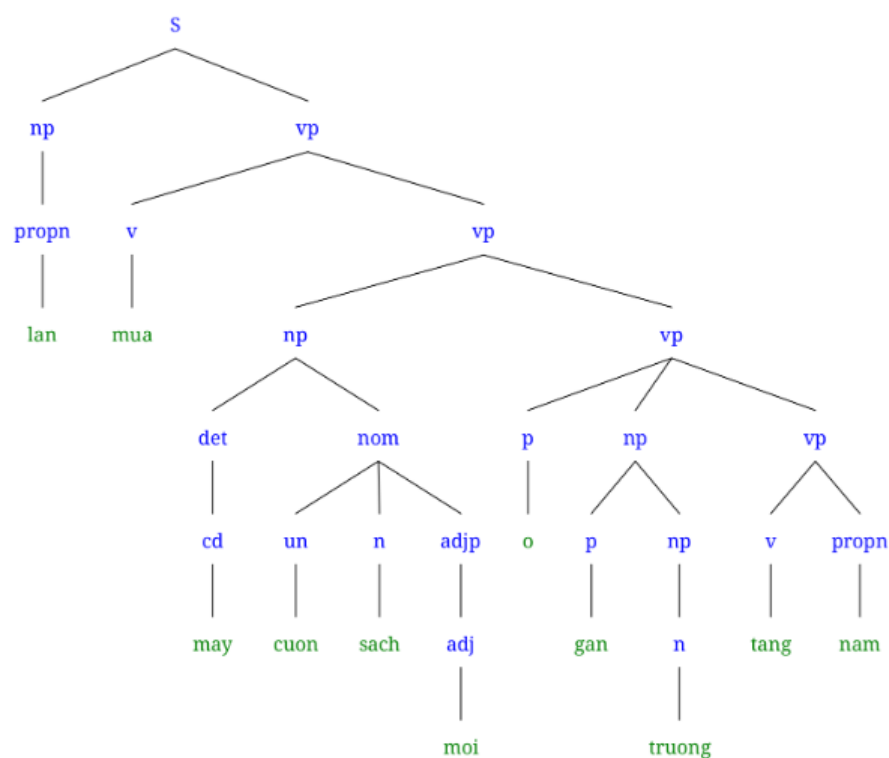 S
np vp
propn v vp
lan mua np vp
det nom p np vp
cd un n adjp o p np v propn
may cuon sach adj gan n tang nam
moi truong